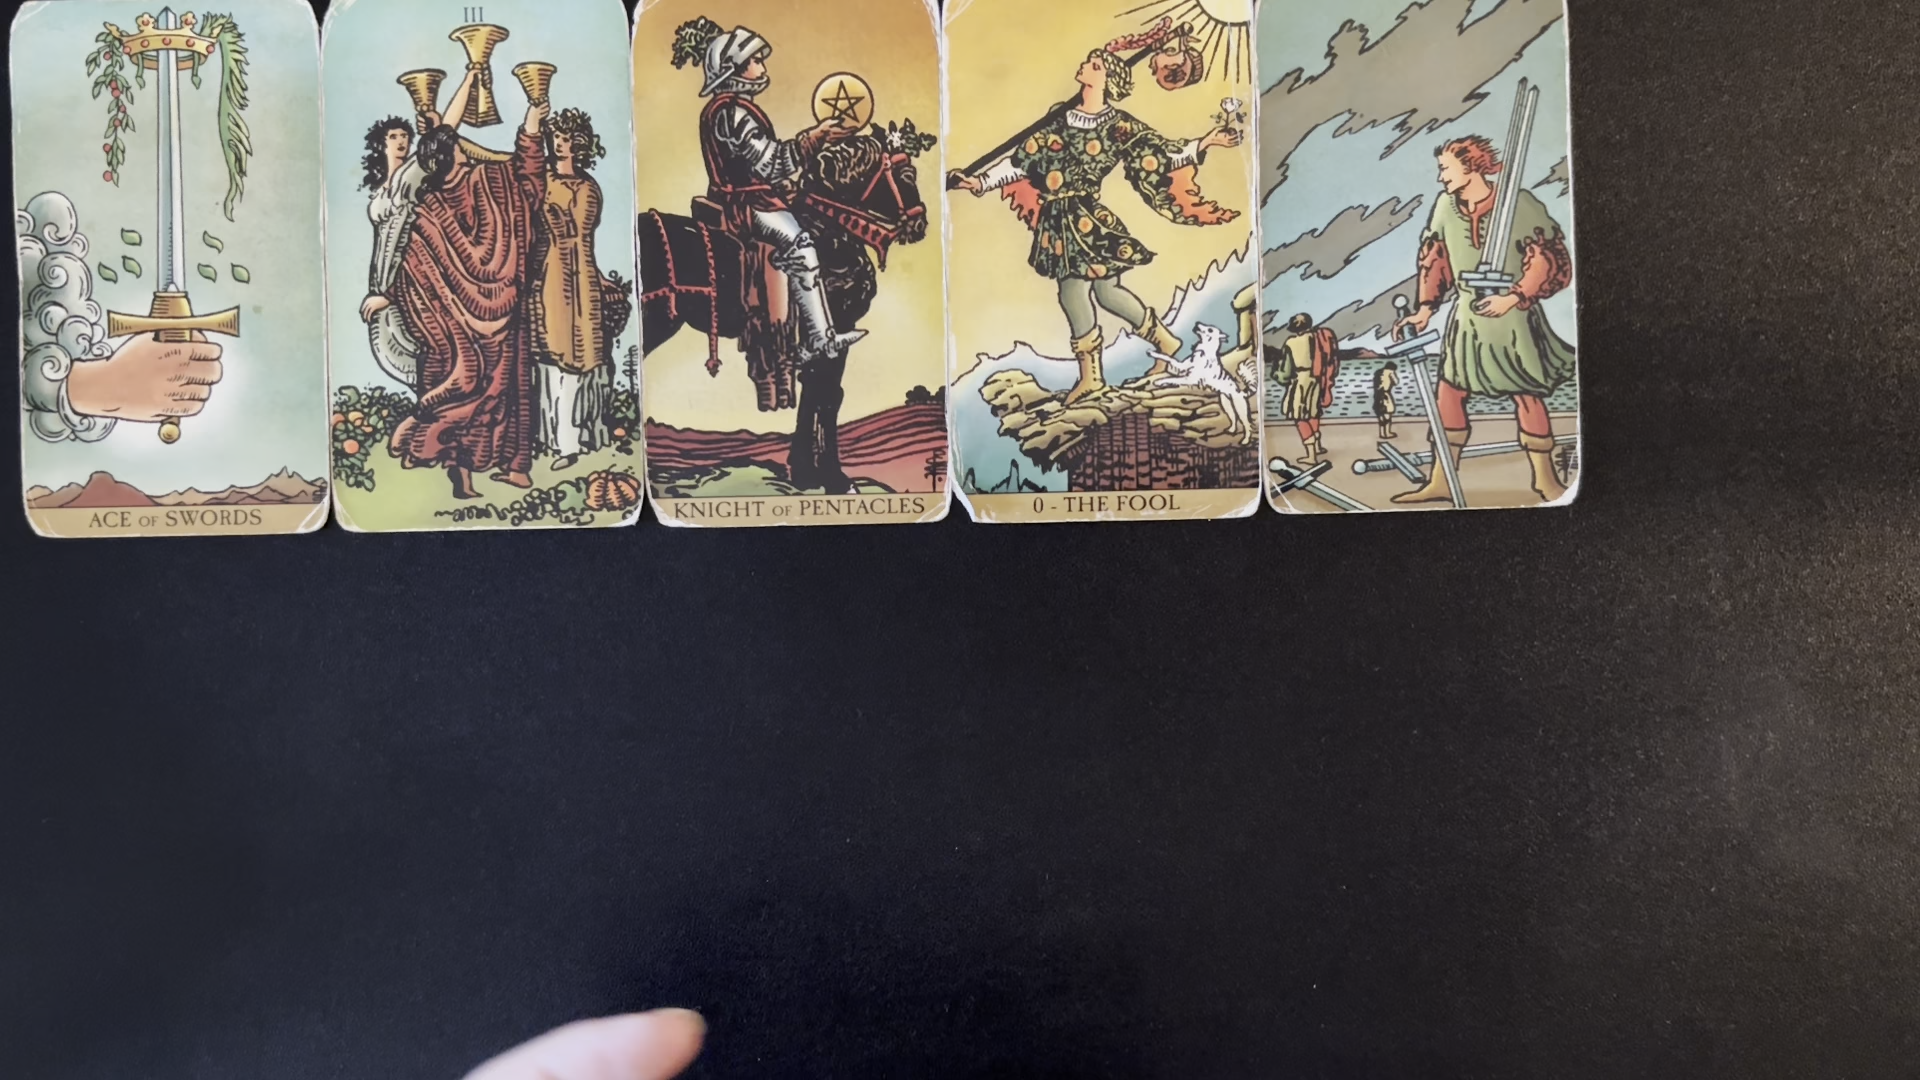 III
ACE OF SWORDS
KNIGHT OF PENTACLES
0 - THE FOOL